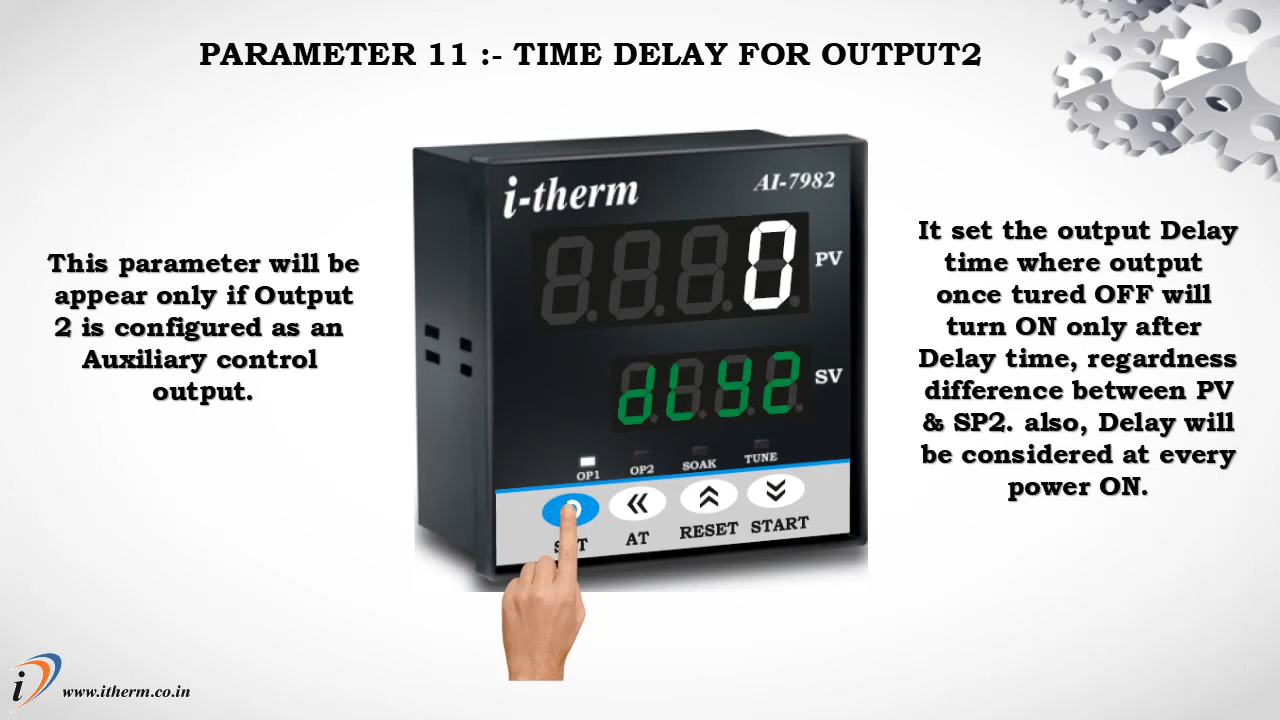 PARAMETER 11 :- TIME DELAY FOR OUTPUT2
This parameter will be
appear only if Output
2 is configured as an
Auxiliary control
output.
i-therm
AI-7982
0
PV
dLY2
SV
OP1 OP2 SOAK TUNE
SET AT RESET START
It set the output Delay
time where output
once tured OFF will
turn ON only after
Delay time, regardness
difference between PV
& SP2. also, Delay will
be considered at every
power ON.
i
www.itherm.co.in